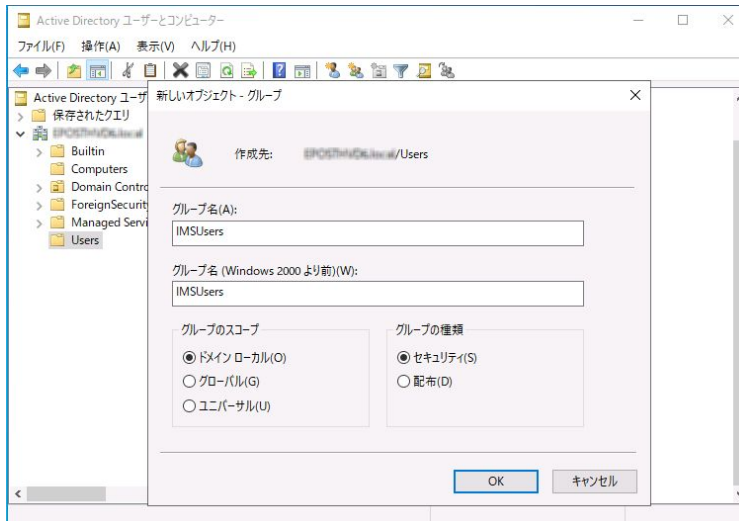 Active Directory ユーザーとコンピューター
ファイル(F) 操作(A) 表示(V) ヘルプ(H)
Active Directory ユーザ
保存されたクエリ
Builtin
Computers
Domain Contro
ForeignSecurit
Managed Servi
Users
新しいオブジェクト - グループ
作成先: /Users
グループ名(A):
IMSUsers
グループ名 (Windows 2000 より前)(W):
IMSUsers
グループのスコープ
ドメイン ローカル(O)
グローバル(G)
ユニバーサル(U)
グループの種類
セキュリティ(S)
配布(D)
OK キャンセル